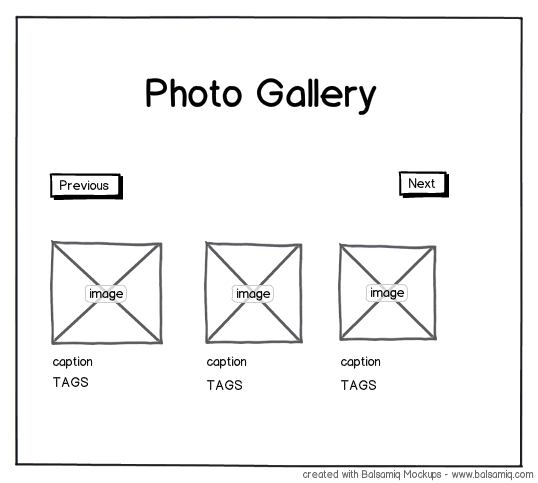 Photo Gallery
Previous
Next
image
image
image
caption
caption
caption
TAGS
TAGS
TAGS
created with Balsamiq Mockups - www.balsamiq.com